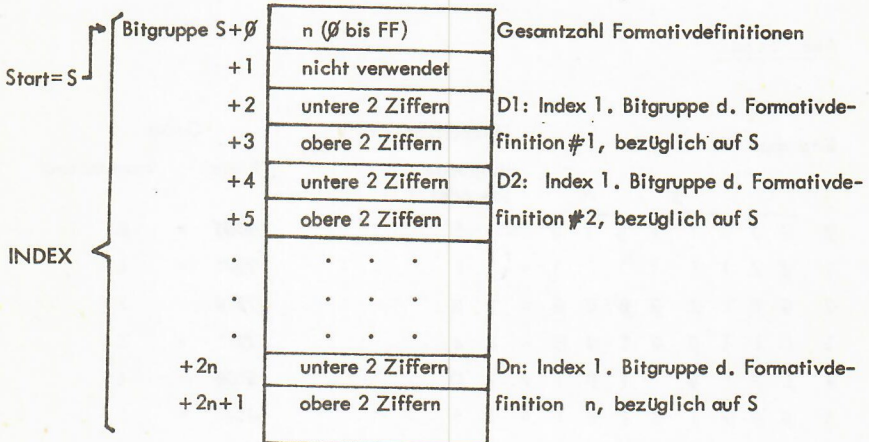 Bitgruppe S+Ø n (Ø bis FF) Gesamtzahl Formativdefinitionen
Start=S +1 nicht verwendet
+2 untere 2 Ziffern D1: Index 1. Bitgruppe d. Formativde-
+3 obere 2 Ziffern finition #1, bezüglich auf S
+4 untere 2 Ziffern D2: Index 1. Bitgruppe d. Formativde-
+5 obere 2 Ziffern finition #2, bezüglich auf S
INDEX . . . .
. . . .
. . . .
+2n untere 2 Ziffern Dn: Index 1. Bitgruppe d. Formativde-
+2n+1 obere 2 Ziffern finition n, bezüglich auf S